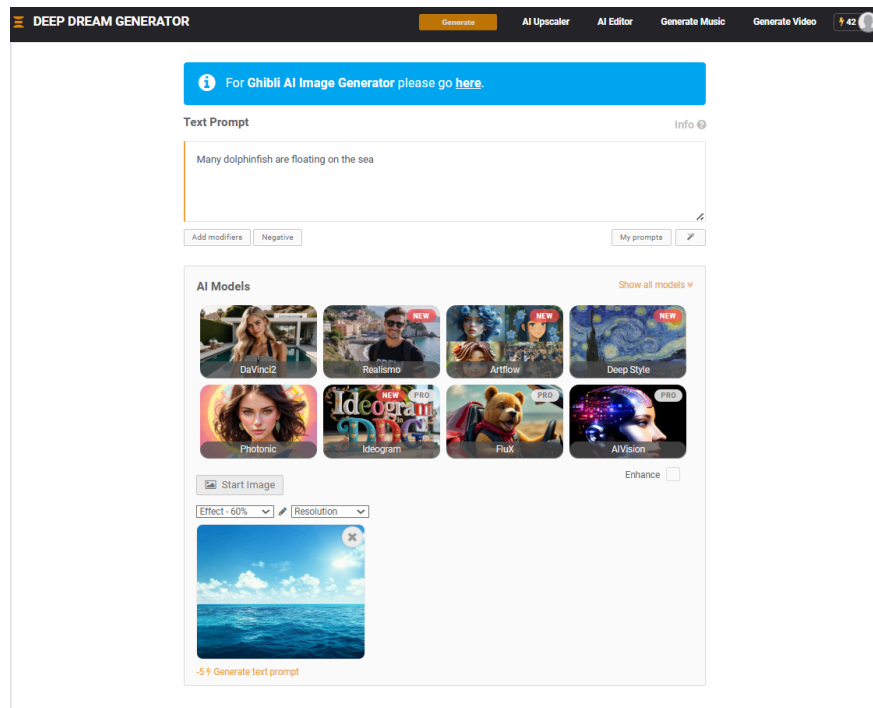 DEEP DREAM GENERATOR
Generate
AI Upscaler
AI Editor
Generate Music
Generate Video
42
For Ghibli AI Image Generator please go here.
Text Prompt
Info
Many dolphinfish are floating on the sea
Add modifiers
Negative
My prompts
AI Models
Show all models
NEW
NEW
NEW
DaVinci2
Realismo
Artflow
Deep Style
NEW
PRO
PRO
PRO
Ideogram
Photonic
Ideogram
FluX
AIVision
Enhance
Start Image
Effect - 60%
Resolution
-5 Generate text prompt